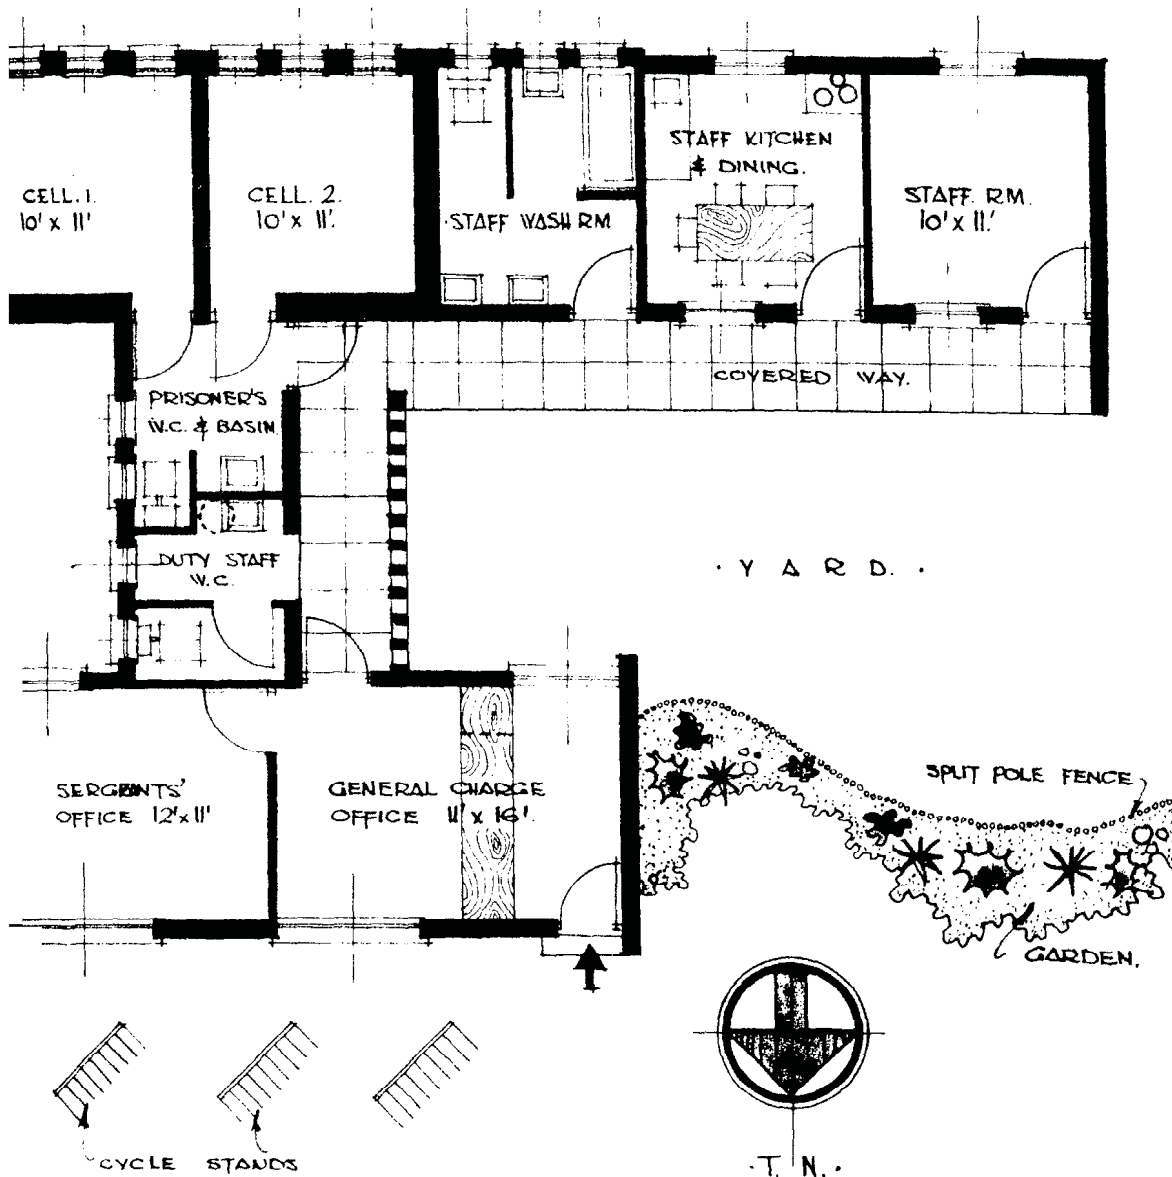 CELL. 1.
10' x 11'
CELL. 2.
10' x 11'.
STAFF WASH RM
STAFF KITCHEN
& DINING.
STAFF. RM.
10' x 11'.
COVERED WAY.
PRISONER'S
W.C. & BASIN
DUTY STAFF
W.C.
· Y A R D. ·
SERGEANTS'
OFFICE 12' x 11'
GENERAL CHARGE
OFFICE 11' x 16'.
SPLIT POLE FENCE
GARDEN.
CYCLE STANDS
· T. N. ·